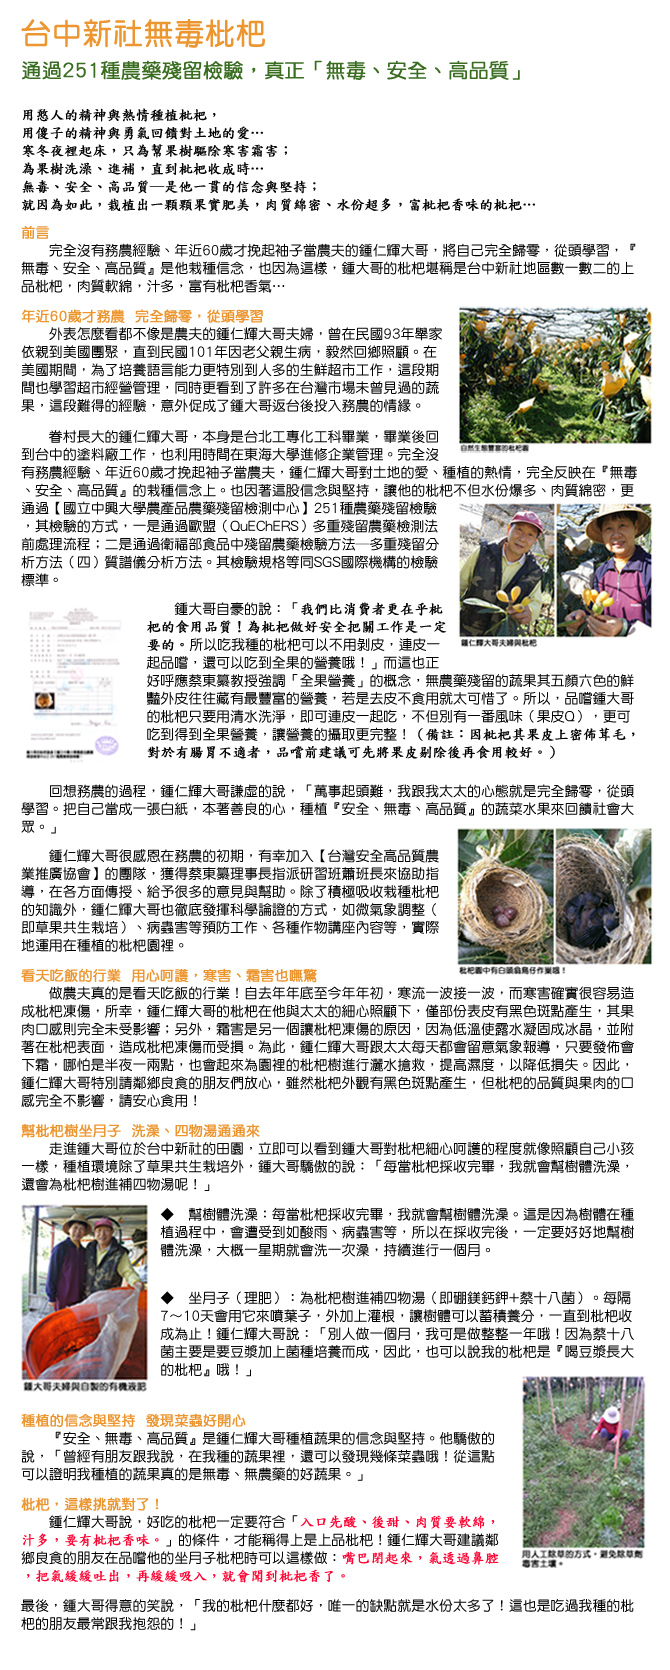 台中新社無毒枇杷
通過251種農藥殘留檢驗，真正「無毒、安全、高品質」
用憨人的精神與熱情種植枇杷，
用傻子的精神與勇氣回饋對土地的愛…
寒冬夜裡起床，只為幫果樹驅除寒害霜害；
為果樹洗澡、進補，直到枇杷收成時…
無毒、安全、高品質─是他一貫的信念與堅持；
就因為如此，栽植出一顆顆果實肥美，肉質綿密、水份超多，富枇杷香味的枇杷…
前言
完全沒有務農經驗、年近60歲才挽起袖子當農夫的鍾仁輝大哥，將自己完全歸零，從頭學習，『
無毒、安全、高品質』是他栽種信念，也因為這樣，鍾大哥的枇杷堪稱是台中新社地區數一數二的上
品枇杷，肉質軟綿，汁多，富有枇杷香氣…
年近60歲才務農 完全歸零，從頭學習
外表怎麼看都不像是農夫的鍾仁輝大哥夫婦，曾在民國93年舉家
依親到美國團聚，直到民國101年因老父親生病，毅然回鄉照顧。在
美國期間，為了培養語言能力更特別到人多的生鮮超市工作，這段期
間也學習超市經營管理，同時更看到了許多在台灣市場未曾見過的蔬
果，這段難得的經驗，意外促成了鍾大哥返台後投入務農的情緣。
自然生態豐富的枇杷園
眷村長大的鍾仁輝大哥，本身是台北工專化工科畢業，畢業後回
到台中的塗料廠工作，也利用時間在東海大學進修企業管理。完全沒
有務農經驗、年近60歲才挽起袖子當農夫，鍾仁輝大哥對土地的愛、種植的熱情，完全反映在『無毒
、安全、高品質』的栽種信念上。也因著這股信念與堅持，讓他的枇杷不但水份爆多、肉質綿密，更
通過【國立中興大學農產品農藥殘留檢測中心】251種農藥殘留檢驗
，其檢驗的方式，一是通過歐盟（QuEChERS）多重殘留農藥檢測法
前處理流程；二是通過衛福部食品中殘留農藥檢驗方法─多重殘留分
析方法（四）質譜儀分析方法。其檢驗規格等同SGS國際機構的檢驗
標準。
鍾仁輝大哥夫婦與枇杷
鍾大哥自豪的說：「我們比消費者更在乎枇
杷的食用品質！為枇杷做好安全把關工作是一定
要的。所以吃我種的枇杷可以不用剝皮，連皮一
起品嚐，還可以吃到全果的營養哦！」而這也正
好呼應蔡東纂教授強調「全果營養」的概念，無農藥殘留的蔬果其五顏六色的鮮
豔外皮往往藏有最豐富的營養，若是去皮不食用就太可惜了。所以，品嚐鍾大哥
的枇杷只要用清水洗淨，即可連皮一起吃，不但別有一番風味（果皮Q），更可
吃到得到全果營養，讓營養的攝取更完整！（備註：因枇杷其果皮上密佈茸毛，
對於有腸胃不適者，品嚐前建議可先將果皮剔除後再食用較好。）
回想務農的過程，鍾仁輝大哥謙虛的說，「萬事起頭難，我跟我太太的心態就是完全歸零，從頭
學習。把自己當成一張白紙，本著善良的心，種植『安全、無毒、高品質』的蔬菜水果來回饋社會大
眾。」
鍾仁輝大哥很感恩在務農的初期，有幸加入【台灣安全高品質農
業推廣協會】的團隊，獲得蔡東纂理事長指派研習班蕭班長來協助指
導，在各方面傳授、給予很多的意見與幫助。除了積極吸收栽種枇杷
的知識外，鍾仁輝大哥也徹底發揮科學論證的方式，如微氣象調整（
即草果共生栽培）、病蟲害等預防工作、各種作物講座內容等，實際
地運用在種植的枇杷園裡。
枇杷園中有白頭翁鳥仔作巢哦！
看天吃飯的行業 用心呵護，寒害、霜害也嘸驚
做農夫真的是看天吃飯的行業！自去年年底至今年年初，寒流一波接一波，而寒害確實很容易造
成枇杷凍傷，所幸，鍾仁輝大哥的枇杷在他與太太的細心照顧下，僅部份表皮有黑色斑點產生，其果
肉口感則完全未受影響；另外，霜害是另一個讓枇杷凍傷的原因，因為低溫使露水凝固成冰晶，並附
著在枇杷表面，造成枇杷凍傷而受損。為此，鍾仁輝大哥跟太太每天都會留意氣象報導，只要發佈會
下霜，哪怕是半夜一兩點，也會起來為園裡的枇杷樹進行灑水搶救，提高濕度，以降低損失。因此，
鍾仁輝大哥特別請鄰鄉良食的朋友們放心，雖然枇杷外觀有黑色斑點產生，但枇杷的品質與果肉的口
感完全不影響，請安心食用！
幫枇杷樹坐月子 洗澡、四物湯通通來
走進鍾大哥位於台中新社的田園，立即可以看到鍾大哥對枇杷細心呵護的程度就像照顧自己小孩
一樣，種植環境除了草果共生栽培外，鍾大哥驕傲的說：「每當枇杷採收完畢，我就會幫樹體洗澡，
還會為枇杷樹進補四物湯呢！」
◆ 幫樹體洗澡：每當枇杷採收完畢，我就會幫樹體洗澡。這是因為樹體在種
植過程中，會遭受到如酸雨、病蟲害等，所以在採收完後，一定要好好地幫樹
體洗澡，大概一星期就會洗一次澡，持續進行一個月。
◆ 坐月子（理肥）：為枇杷樹進補四物湯（即硼鎂鈣鉀+蔡十八菌）。每隔
7～10天會用它來噴葉子，外加上灌根，讓樹體可以蓄積養分，一直到枇杷收
成為止！鍾仁輝大哥說：「別人做一個月，我可是做整整一年哦！因為蔡十八
菌主要是要豆漿加上菌種培養而成，因此，也可以說我的枇杷是『喝豆漿長大
的枇杷』哦！」
鍾大哥夫婦與自製的有機液肥
種植的信念與堅持 發現菜蟲好開心
『安全、無毒、高品質』是鍾仁輝大哥種植蔬果的信念與堅持。他驕傲的
說，「曾經有朋友跟我說，在我種的蔬果裡，還可以發現幾條菜蟲哦！從這點
可以證明我種植的蔬果真的是無毒、無農藥的好蔬果。」
枇杷，這樣挑就對了！
鍾仁輝大哥說，好吃的枇杷一定要符合「入口先酸、後甜、肉質要軟綿，
汁多，要有枇杷香味。」的條件，才能稱得上是上品枇杷！鍾仁輝大哥建議鄰
鄉良食的朋友在品嚐他的坐月子枇杷時可以這樣做：嘴巴閉起來，氣透過鼻腔
，把氣緩緩吐出，再緩緩吸入，就會聞到枇杷香了。
用人工除草的方式，避免除草劑
毒害土壤。
最後，鍾大哥得意的笑說，「我的枇杷什麼都好，唯一的缺點就是水份太多了！這也是吃過我種的枇
杷的朋友最常跟我抱怨的！」